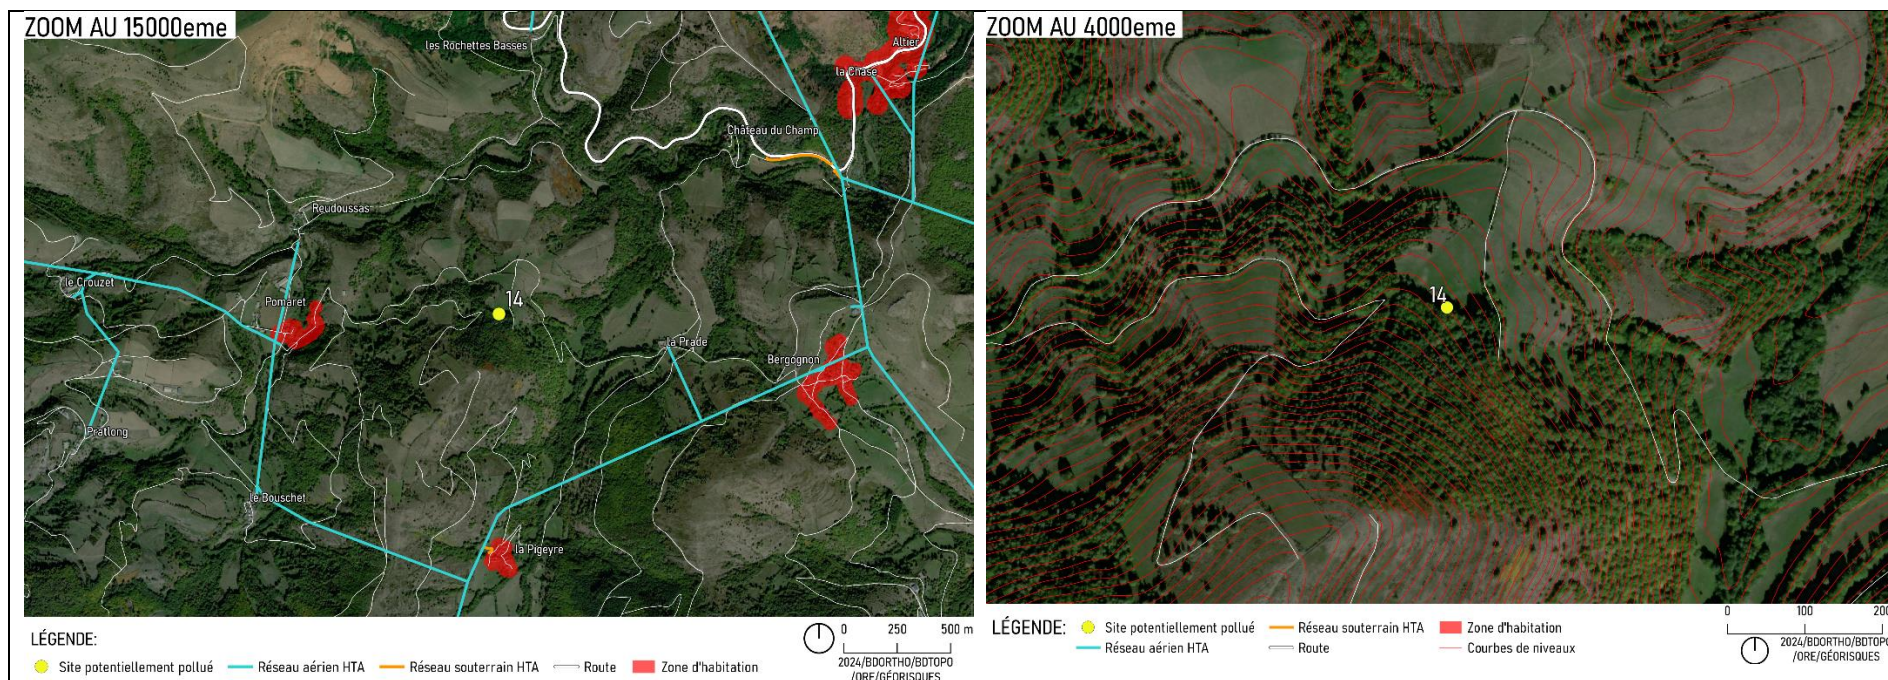 ZOOM AU 15000eme
les Rochettes Basses
Altier
la Chase
Château du Champ
Reudoussas
le Crouzet
Pomaret
14
la Prade
Bergognon
Pratlong
le Bouschet
la Pigeyre
LÉGENDE:
0 250 500 m
2024/BDORTHO/BDTOPO
/ORE/GÉORISQUES
Site potentiellement pollué Réseau aérien HTA Réseau souterrain HTA Route Zone d'habitation
ZOOM AU 4000eme
14
LÉGENDE:
Site potentiellement pollué Réseau souterrain HTA Zone d'habitation
Réseau aérien HTA Route Courbes de niveaux
0 100 200
2024/BDORTHO/BDTOPO
/ORE/GÉORISQUES